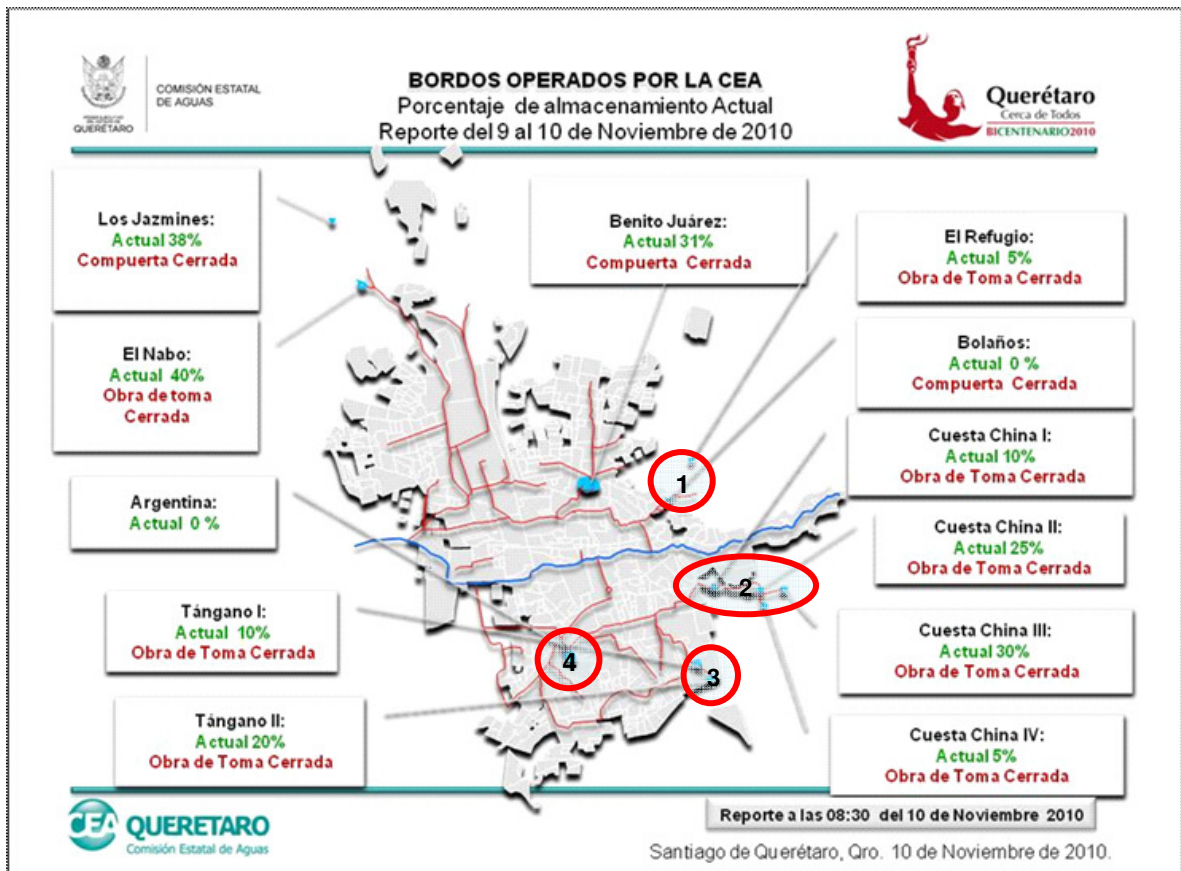 COMISIÓN ESTATAL
DE AGUAS
QUERÉTARO
BORDOS OPERADOS POR LA CEA
Porcentaje de almacenamiento Actual
Reporte del 9 al 10 de Noviembre de 2010
Querétaro
Cerca de Todos
BICENTENARIO2010
Los Jazmines:
Actual 38%
Compuerta Cerrada
Benito Juárez:
Actual 31%
Compuerta Cerrada
El Refugio:
Actual 5%
Obra de Toma Cerrada
El Nabo:
Actual 40%
Obra de toma
Cerrada
Bolaños:
Actual 0 %
Compuerta Cerrada
Cuesta China I:
Actual 10%
Obra de Toma Cerrada
Argentina:
Actual 0 %
Cuesta China II:
Actual 25%
Obra de Toma Cerrada
Tángano I:
Actual 10%
Obra de Toma Cerrada
Cuesta China III:
Actual 30%
Obra de Toma Cerrada
Tángano II:
Actual 20%
Obra de Toma Cerrada
Cuesta China IV:
Actual 5%
Obra de Toma Cerrada
1
2
3
4
CEA QUERETARO
Comisión Estatal de Aguas
Reporte a las 08:30 del 10 de Noviembre 2010
Santiago de Querétaro, Qro. 10 de Noviembre de 2010.